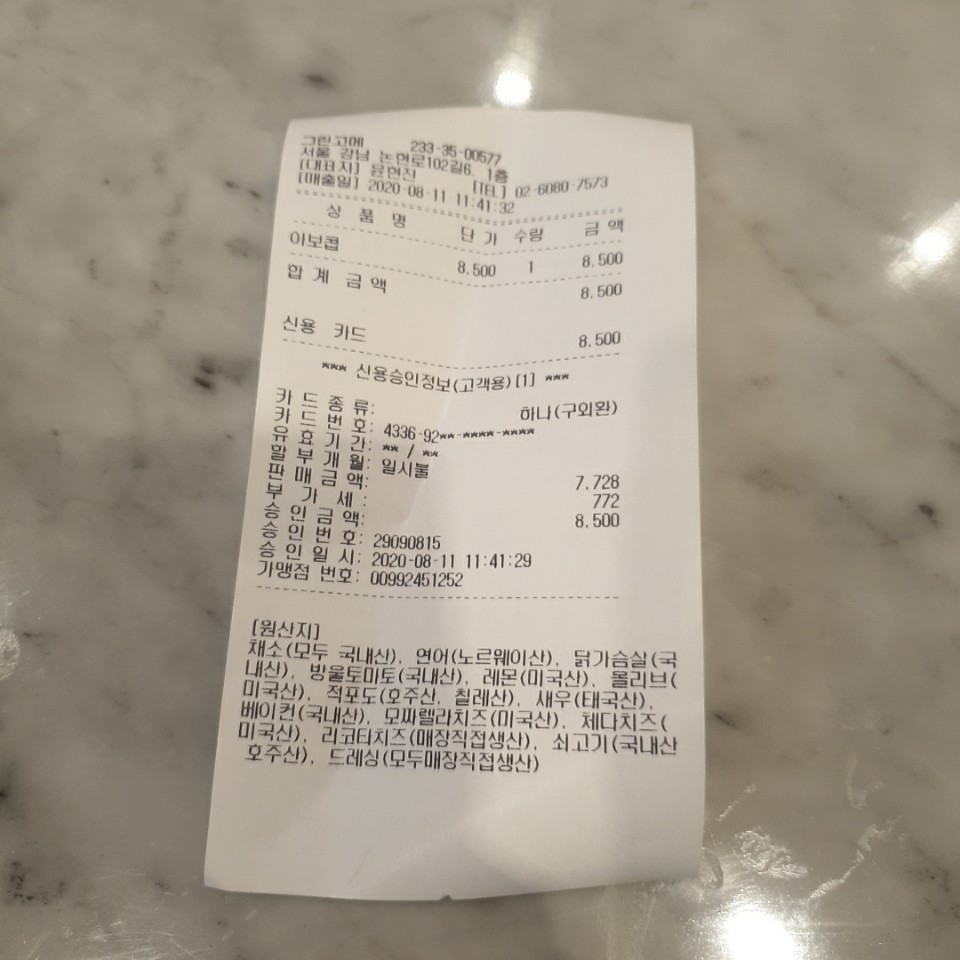 그린고메 233-35-00577
서울 강남 논현로102길6, 1층
[대표자] 윤현진 [TEL] 02-6080-7573
[매출일] 2020-08-11 11:41:32
상 품 명 단 가 수량 금 액
이보콥 8,500 1 8,500
합 계 금 액 8,500
신용 카드 8,500
*** 신용승인정보(고객용)[1] ***
카 드 종 류: 하나(구외환)
카 드 번 호: 4336-92**-****-****
유 효 기 간: ** / **
할 부 개 월: 일시불
판 매 금 액: 7,728
부 가 세 : 772
승 인 금 액: 8,500
승 인 번 호: 29090815
승 인 일 시: 2020-08-11 11:41:29
가맹점 번호: 00992451252
[원산지]
채소(모두 국내산), 연어(노르웨이산), 닭가슴살(국
내산), 방울토마토(국내산), 레몬(미국산), 올리브(
미국산), 적포도(호주산, 칠레산), 새우(태국산),
베이컨(국내산), 모짜렐라치즈(미국산), 체다치즈(
미국산), 리코타치즈(매장직접생산), 쇠고기(국내산
호주산), 드레싱(모두매장직접생산)